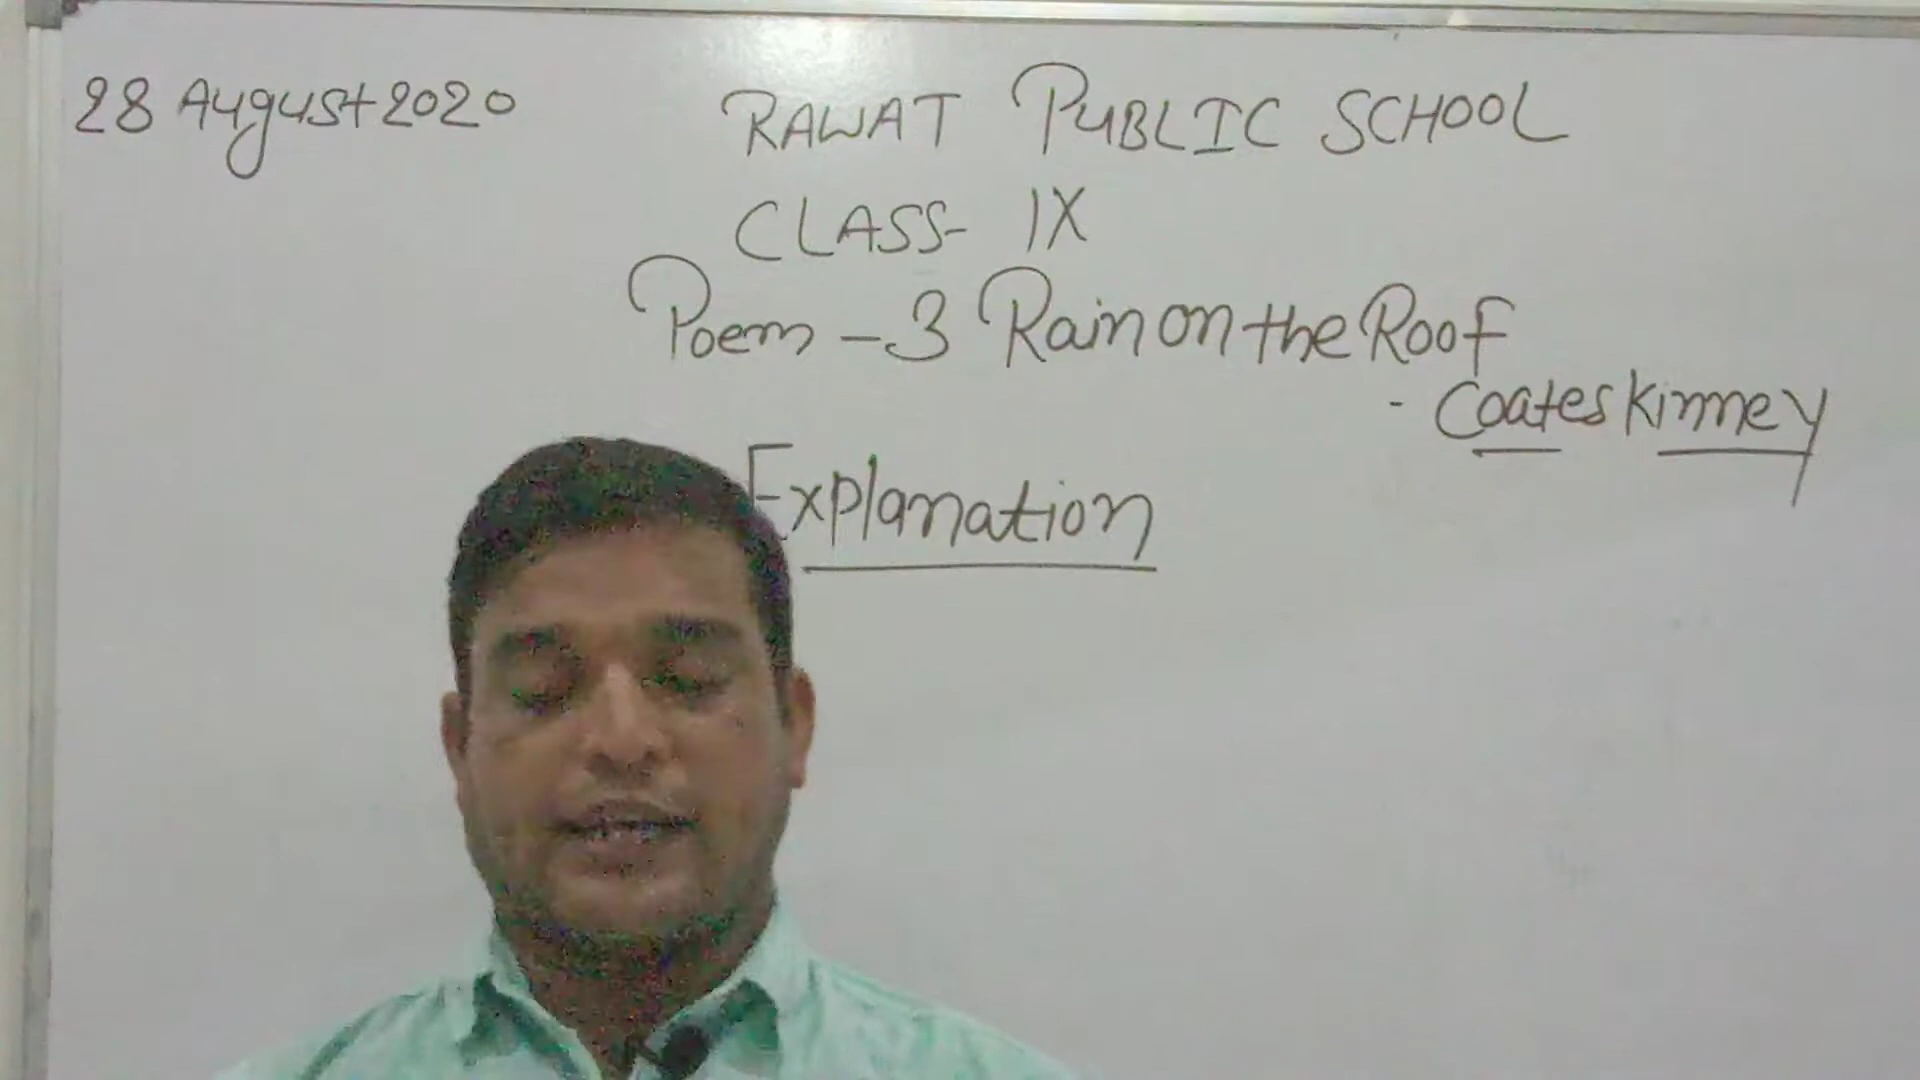 28 August 2020
RAWAT PUBLIC SCHOOL
CLASS- IX
Poem - 3 Rain on the Roof
- Coates Kinney
Explanation